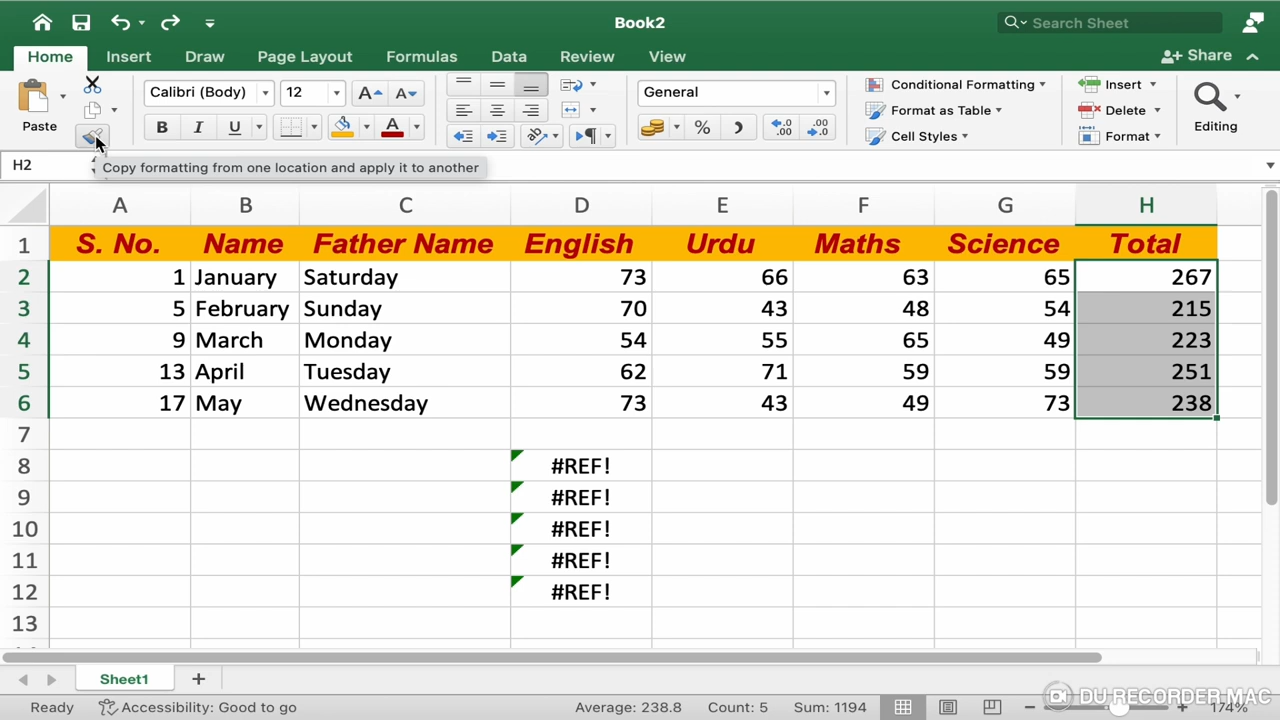 Book2
Search Sheet
Home Insert Draw Page Layout Formulas Data Review View Share
Paste Calibri (Body) 12 A A General Conditional Formatting Insert
Format as Table Delete Editing
B I U A % Cell Styles Format
H2 Copy formatting from one location and apply it to another
A B C D E F G H
1 S. No. Name Father Name English Urdu Maths Science Total
2 1 January Saturday 73 66 63 65 267
3 5 February Sunday 70 43 48 54 215
4 9 March Monday 54 55 65 49 223
5 13 April Tuesday 62 71 59 59 251
6 17 May Wednesday 73 43 49 73 238
7
8 #REF!
9 #REF!
10 #REF!
11 #REF!
12 #REF!
13
Sheet1 +
Ready Accessibility: Good to go Average: 238.8 Count: 5 Sum: 1194 174%
DU RECORDER MAC